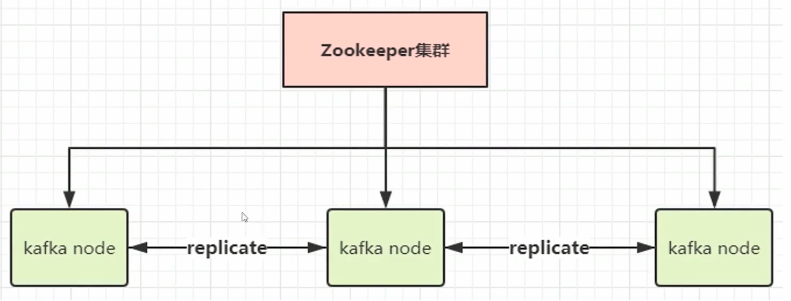 Zookeeper集群
kafka node
replicate
kafka node
replicate
kafka node